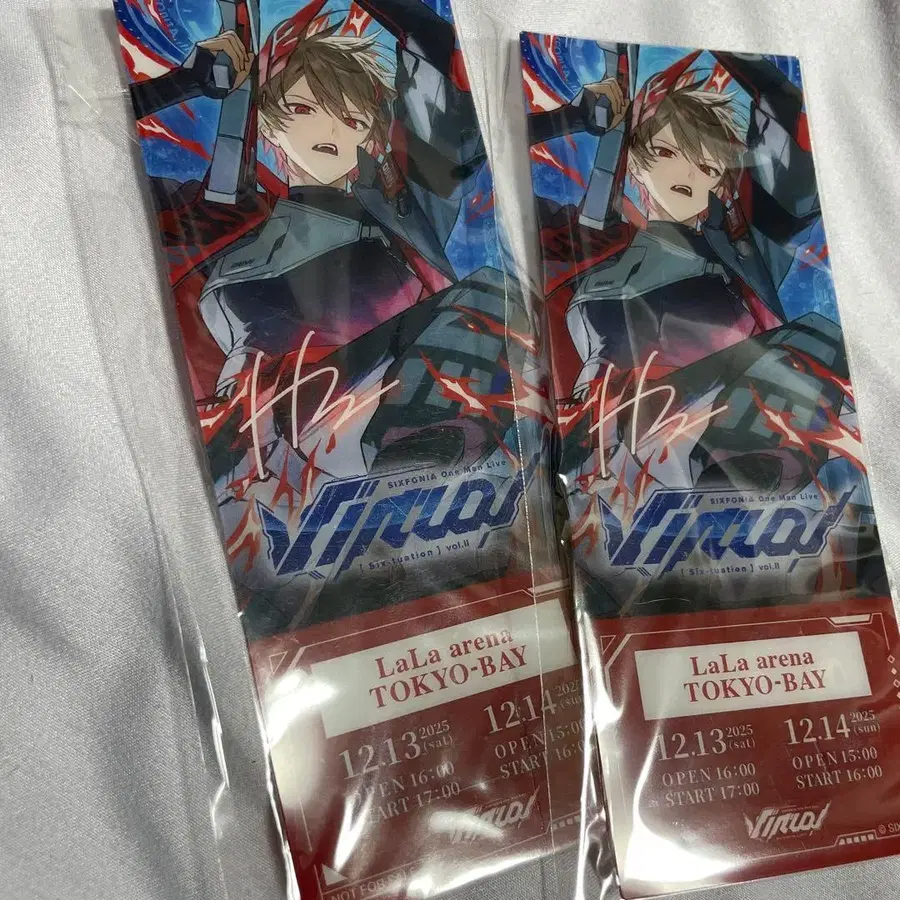 SIXFONIA One Man Live
[ Six-tuation ] vol.II
LaLa arena
TOKYO-BAY
12.13 2025 (sat)
OPEN 16:00
START 17:00
12.14 2025
OPEN 15:00
START 16:00
NOT FOR
SIXFONIA One Man Live
[ Six-tuation ] vol.II
LaLa arena
TOKYO-BAY
12.13 2025 (sat)
OPEN 16:00
START 17:00
12.14 2025 (sun)
OPEN 15:00
START 16:00